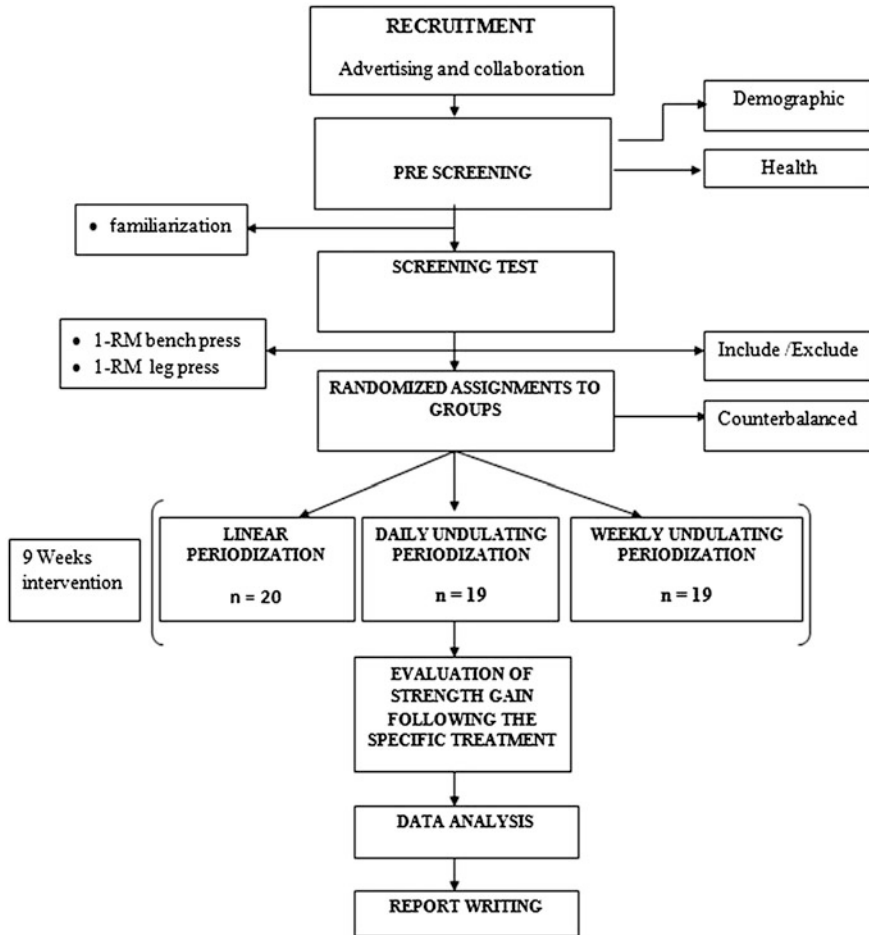 RECRUITMENT
Advertising and collaboration
Demographic
PRE SCREENING
Health
• familiarization
SCREENING TEST
• 1-RM bench press
• 1-RM leg press
Include /Exclude
RANDOMIZED ASSIGNMENTS TO
GROUPS
Counterbalanced
9 Weeks
intervention
LINEAR
PERIODIZATION
n = 20
DAILY UNDULATING
PERIODIZATION
n = 19
WEEKLY UNDULATING
PERIODIZATION
n = 19
EVALUATION OF
STRENGTH GAIN
FOLLOWING THE
SPECIFIC TREATMENT
DATA ANALYSIS
REPORT WRITING